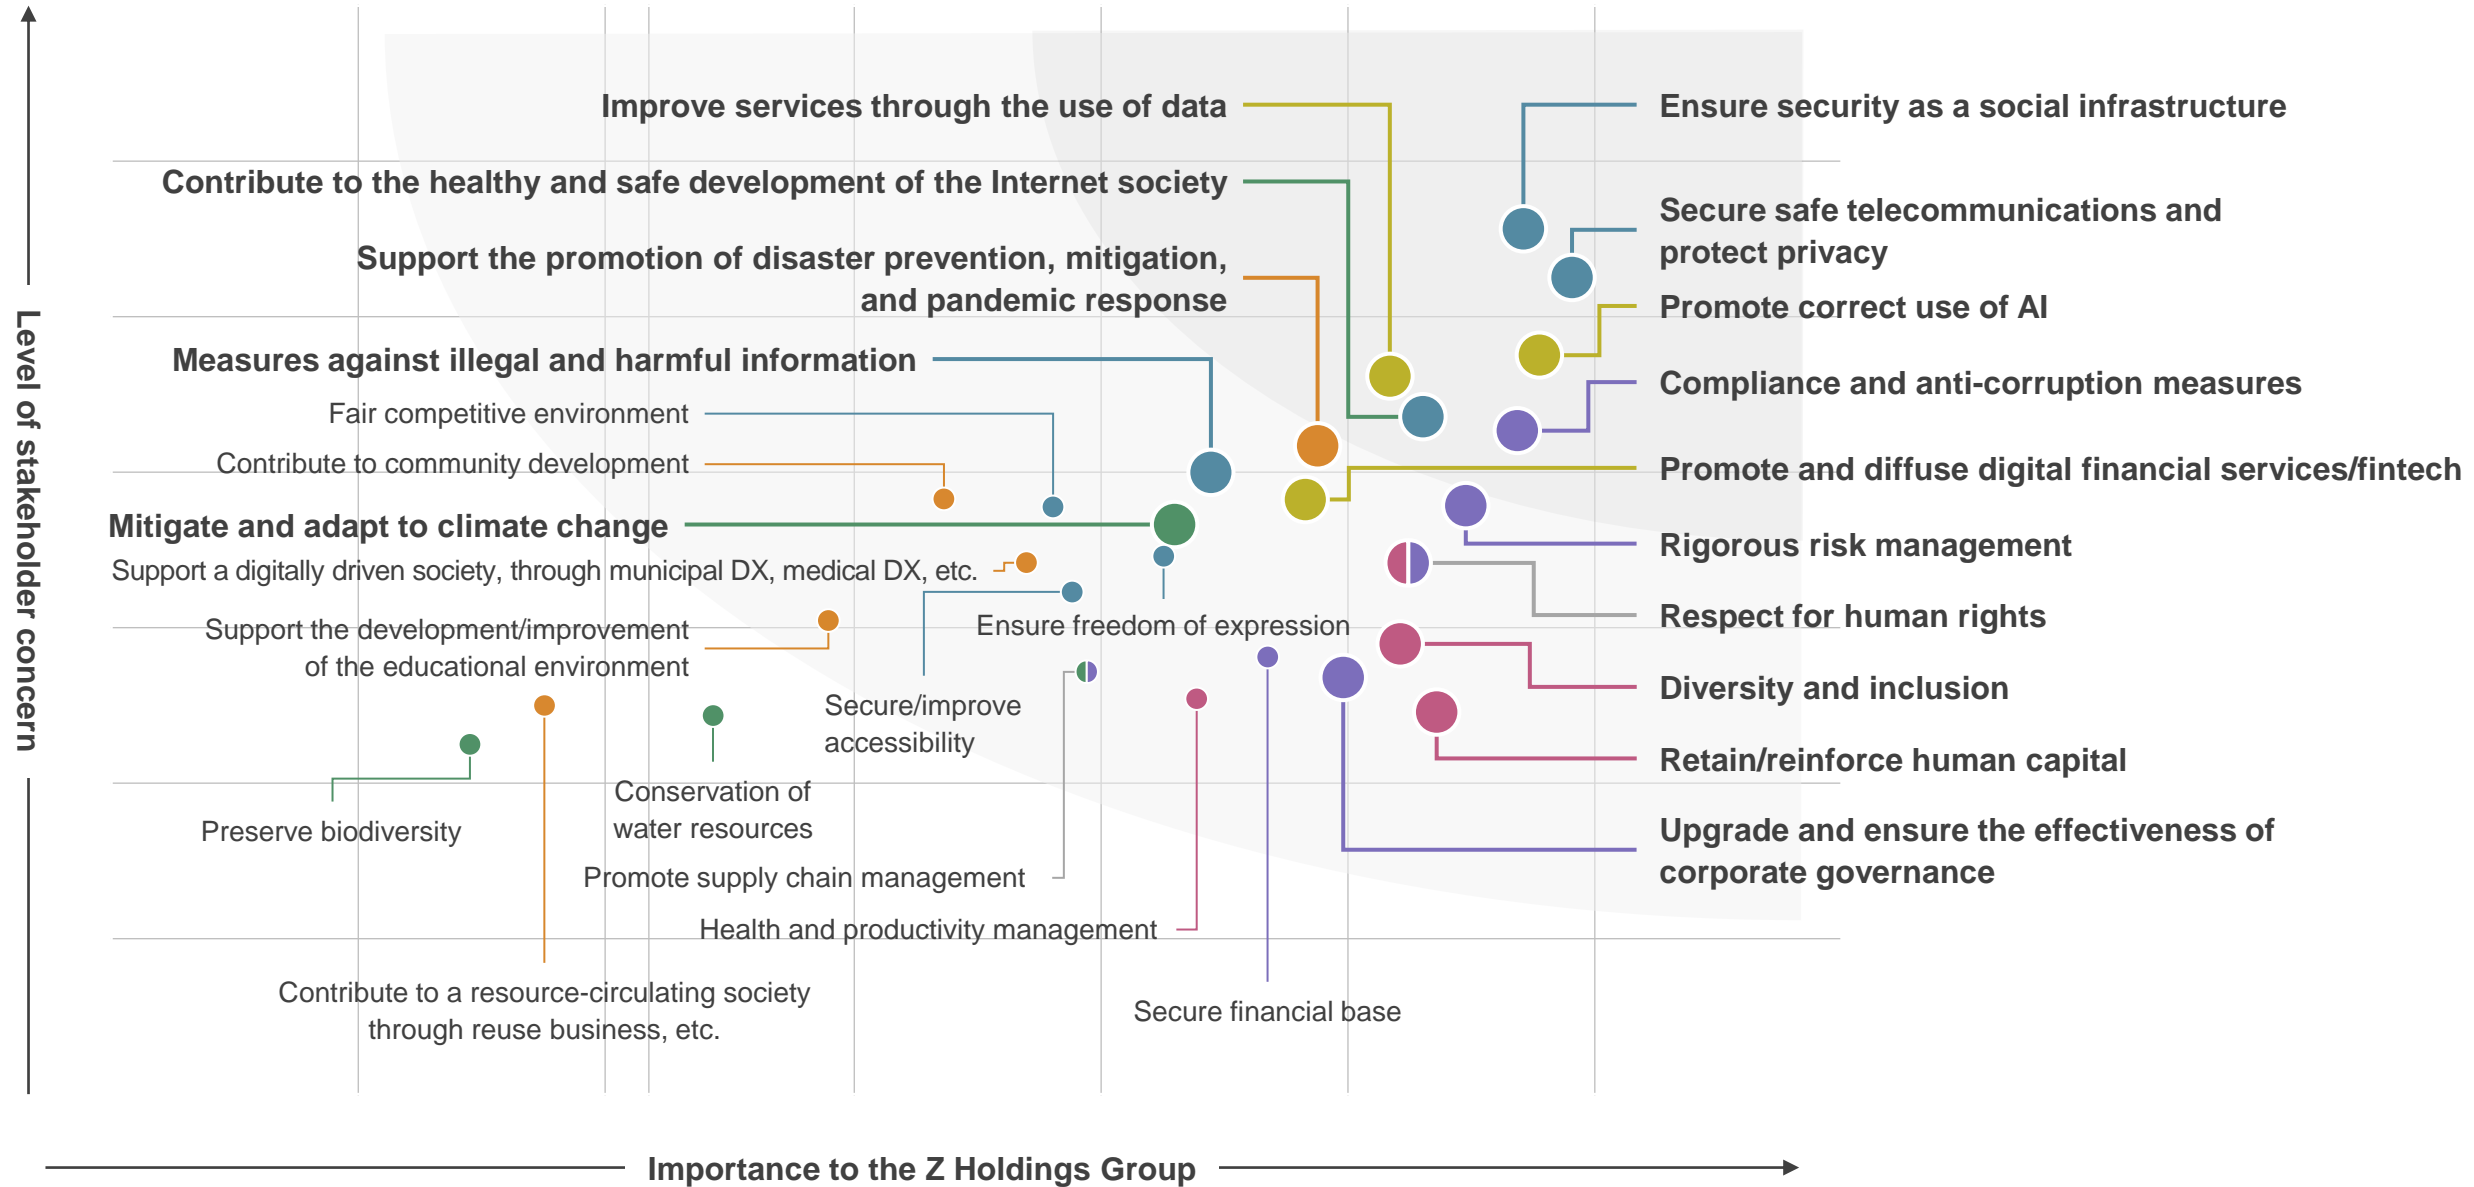 Level of stakeholder concern
Improve services through the use of data
Contribute to the healthy and safe development of the Internet society
Support the promotion of disaster prevention, mitigation,
and pandemic response
Measures against illegal and harmful information
Fair competitive environment
Contribute to community development
Mitigate and adapt to climate change
Support a digitally driven society, through municipal DX, medical DX, etc.
Support the development/improvement
of the educational environment
Ensure freedom of expression
Secure/improve
accessibility
Preserve biodiversity
Conservation of
water resources
Promote supply chain management
Health and productivity management
Contribute to a resource-circulating society
through reuse business, etc.
Secure financial base
Ensure security as a social infrastructure
Secure safe telecommunications and
protect privacy
Promote correct use of AI
Compliance and anti-corruption measures
Promote and diffuse digital financial services/fintech
Rigorous risk management
Respect for human rights
Diversity and inclusion
Retain/reinforce human capital
Upgrade and ensure the effectiveness of
corporate governance
Importance to the Z Holdings Group